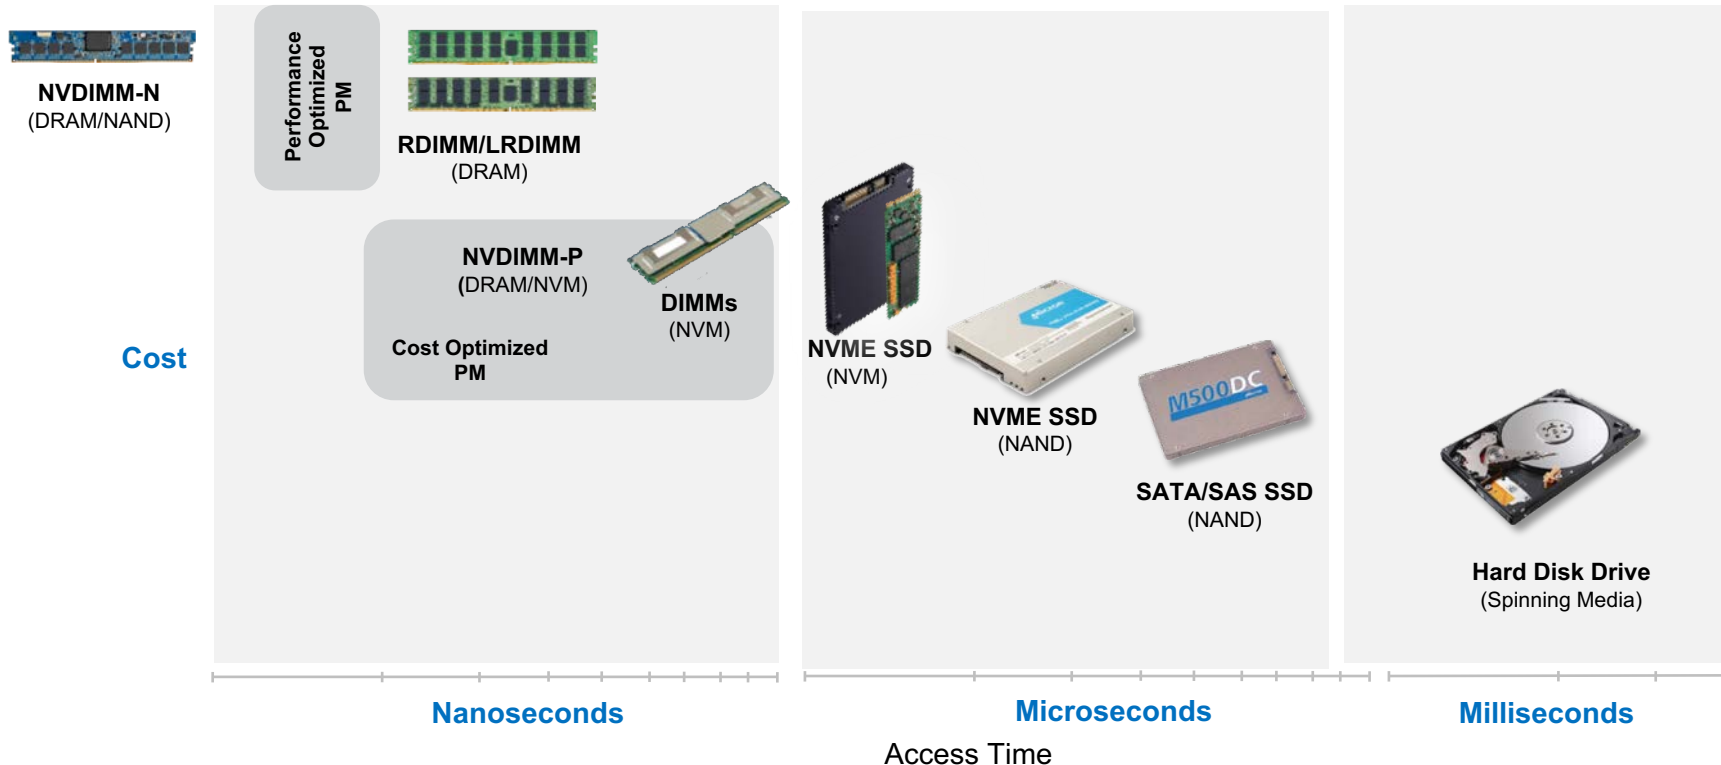 NVDIMM-N
(DRAM/NAND)
Performance
Optimized
PM
RDIMM/LRDIMM
(DRAM)
NVDIMM-P
(DRAM/NVM)
DIMMs
(NVM)
Cost Optimized
PM
Cost
NVME SSD
(NVM)
Micron
NVME SSD
(NAND)
M500DC
SATA/SAS SSD
(NAND)
Hard Disk Drive
(Spinning Media)
Nanoseconds
Microseconds
Milliseconds
Access Time